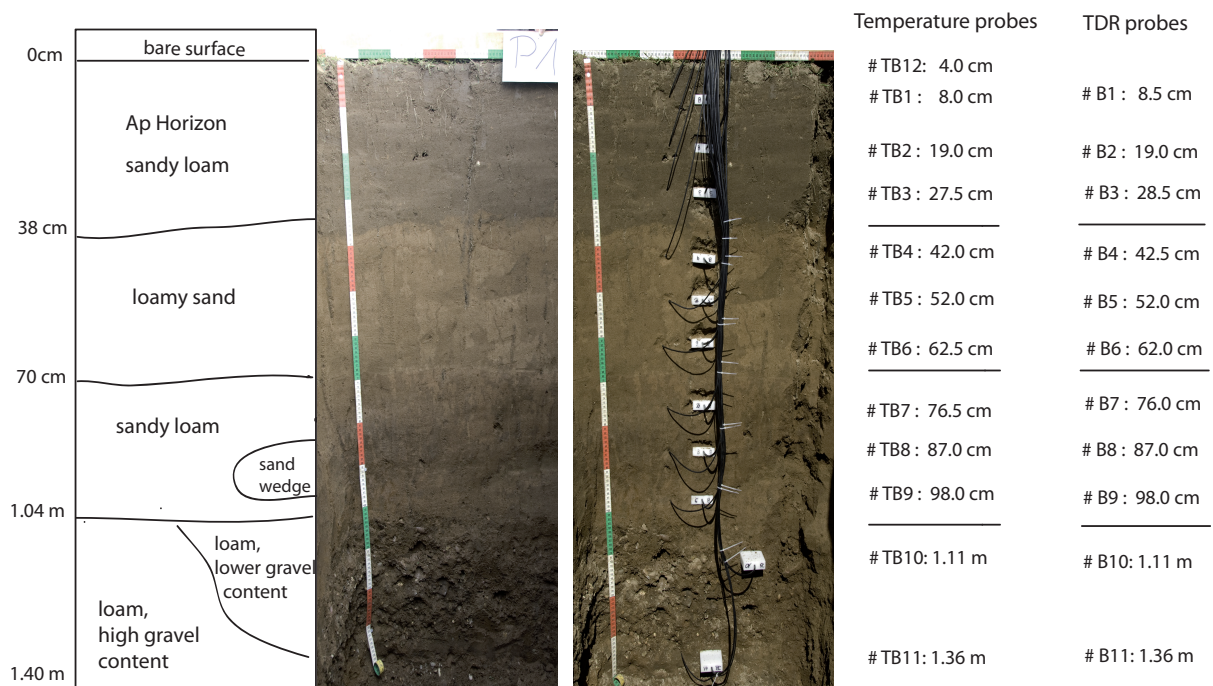 Temperature probes
TDR probes
0cm
bare surface
P1
# TB12: 4.0 cm
# TB1 : 8.0 cm
# B1 : 8.5 cm
Ap Horizon
sandy loam
# TB2 : 19.0 cm
# B2 : 19.0 cm
# TB3 : 27.5 cm
# B3 : 28.5 cm
38 cm
# TB4 : 42.0 cm
# B4 : 42.5 cm
loamy sand
# TB5 : 52.0 cm
# B5 : 52.0 cm
# TB6 : 62.5 cm
# B6 : 62.0 cm
70 cm
sandy loam
# TB7 : 76.5 cm
# B7 : 76.0 cm
# TB8 : 87.0 cm
# B8 : 87.0 cm
sand
wedge
# TB9 : 98.0 cm
# B9 : 98.0 cm
1.04 m
loam,
lower gravel
content
# TB10: 1.11 m
# B10: 1.11 m
loam,
high gravel
content
# TB11: 1.36 m
# B11: 1.36 m
1.40 m